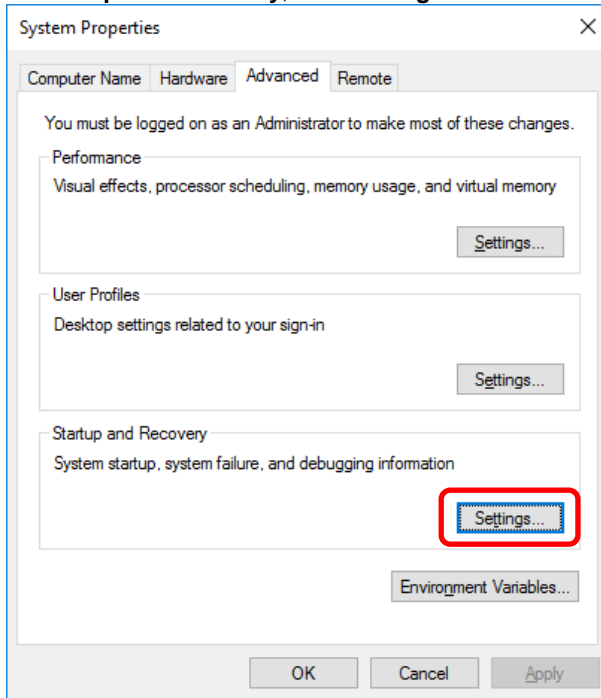 System Properties
Computer Name Hardware Advanced Remote
You must be logged on as an Administrator to make most of these changes.
Performance
Visual effects, processor scheduling, memory usage, and virtual memory
Settings...
User Profiles
Desktop settings related to your sign-in
Settings...
Startup and Recovery
System startup, system failure, and debugging information
Settings...
Environment Variables...
OK Cancel Apply